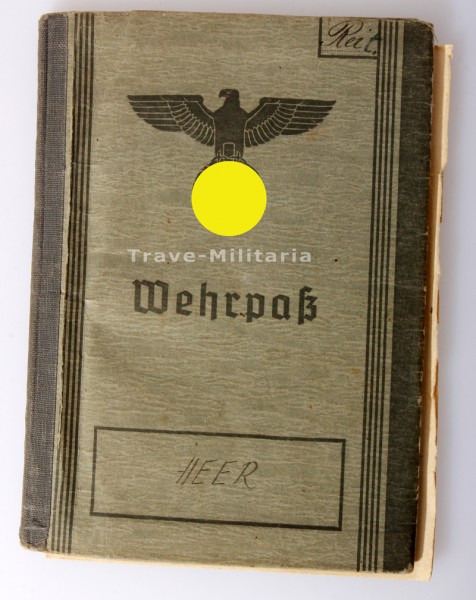 Reit.
Trave-Militaria
Wehrpaß
HEER